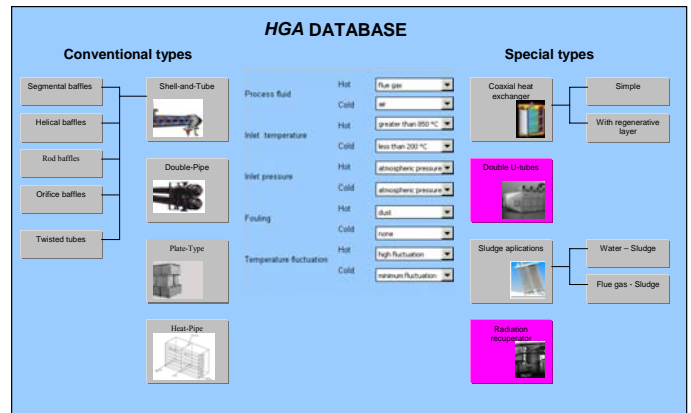 HGA DATABASE
Conventional types
Special types
Segmental baffles
Helical baffles
Rod baffles
Orifice baffles
Twisted tubes
Shell-and-Tube
Double-Pipe
Plate-Type
Heat-Pipe
Process fluid
Hot
flue gas
Cold
air
Inlet temperature
Hot
greater than 850 °C
Cold
less than 200 °C
Inlet pressure
Hot
atmospheric pressure
Cold
atmospheric pressure
Fouling
Hot
dust
Cold
none
Temperature fluctuation
Hot
high fluctuation
Cold
minimum fluctuation
Coaxial heat
exchanger
Simple
With regenerative
layer
Double U-tubes
Sludge aplications
Water – Sludge
Flue gas - Sludge
Radiation
recuperator